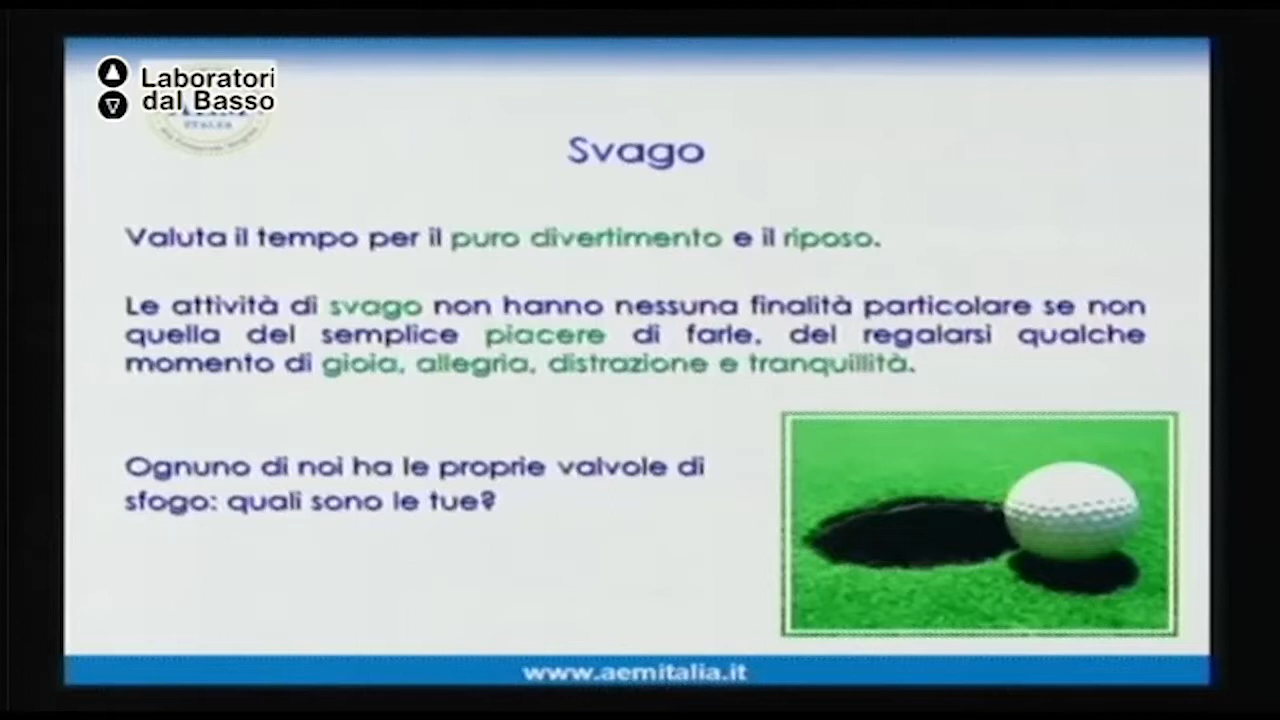 Laboratori
dal Basso
ITALIA
Svago
Valuta il tempo per il puro divertimento e il riposo.
Le attività di svago non hanno nessuna finalità particolare se non
quella del semplice piacere di farle, del regalarsi qualche
momento di gioia, allegria, distrazione e tranquillità.
Ognuno di noi ha le proprie valvole di
sfogo: quali sono le tue?
www.aemitalia.it